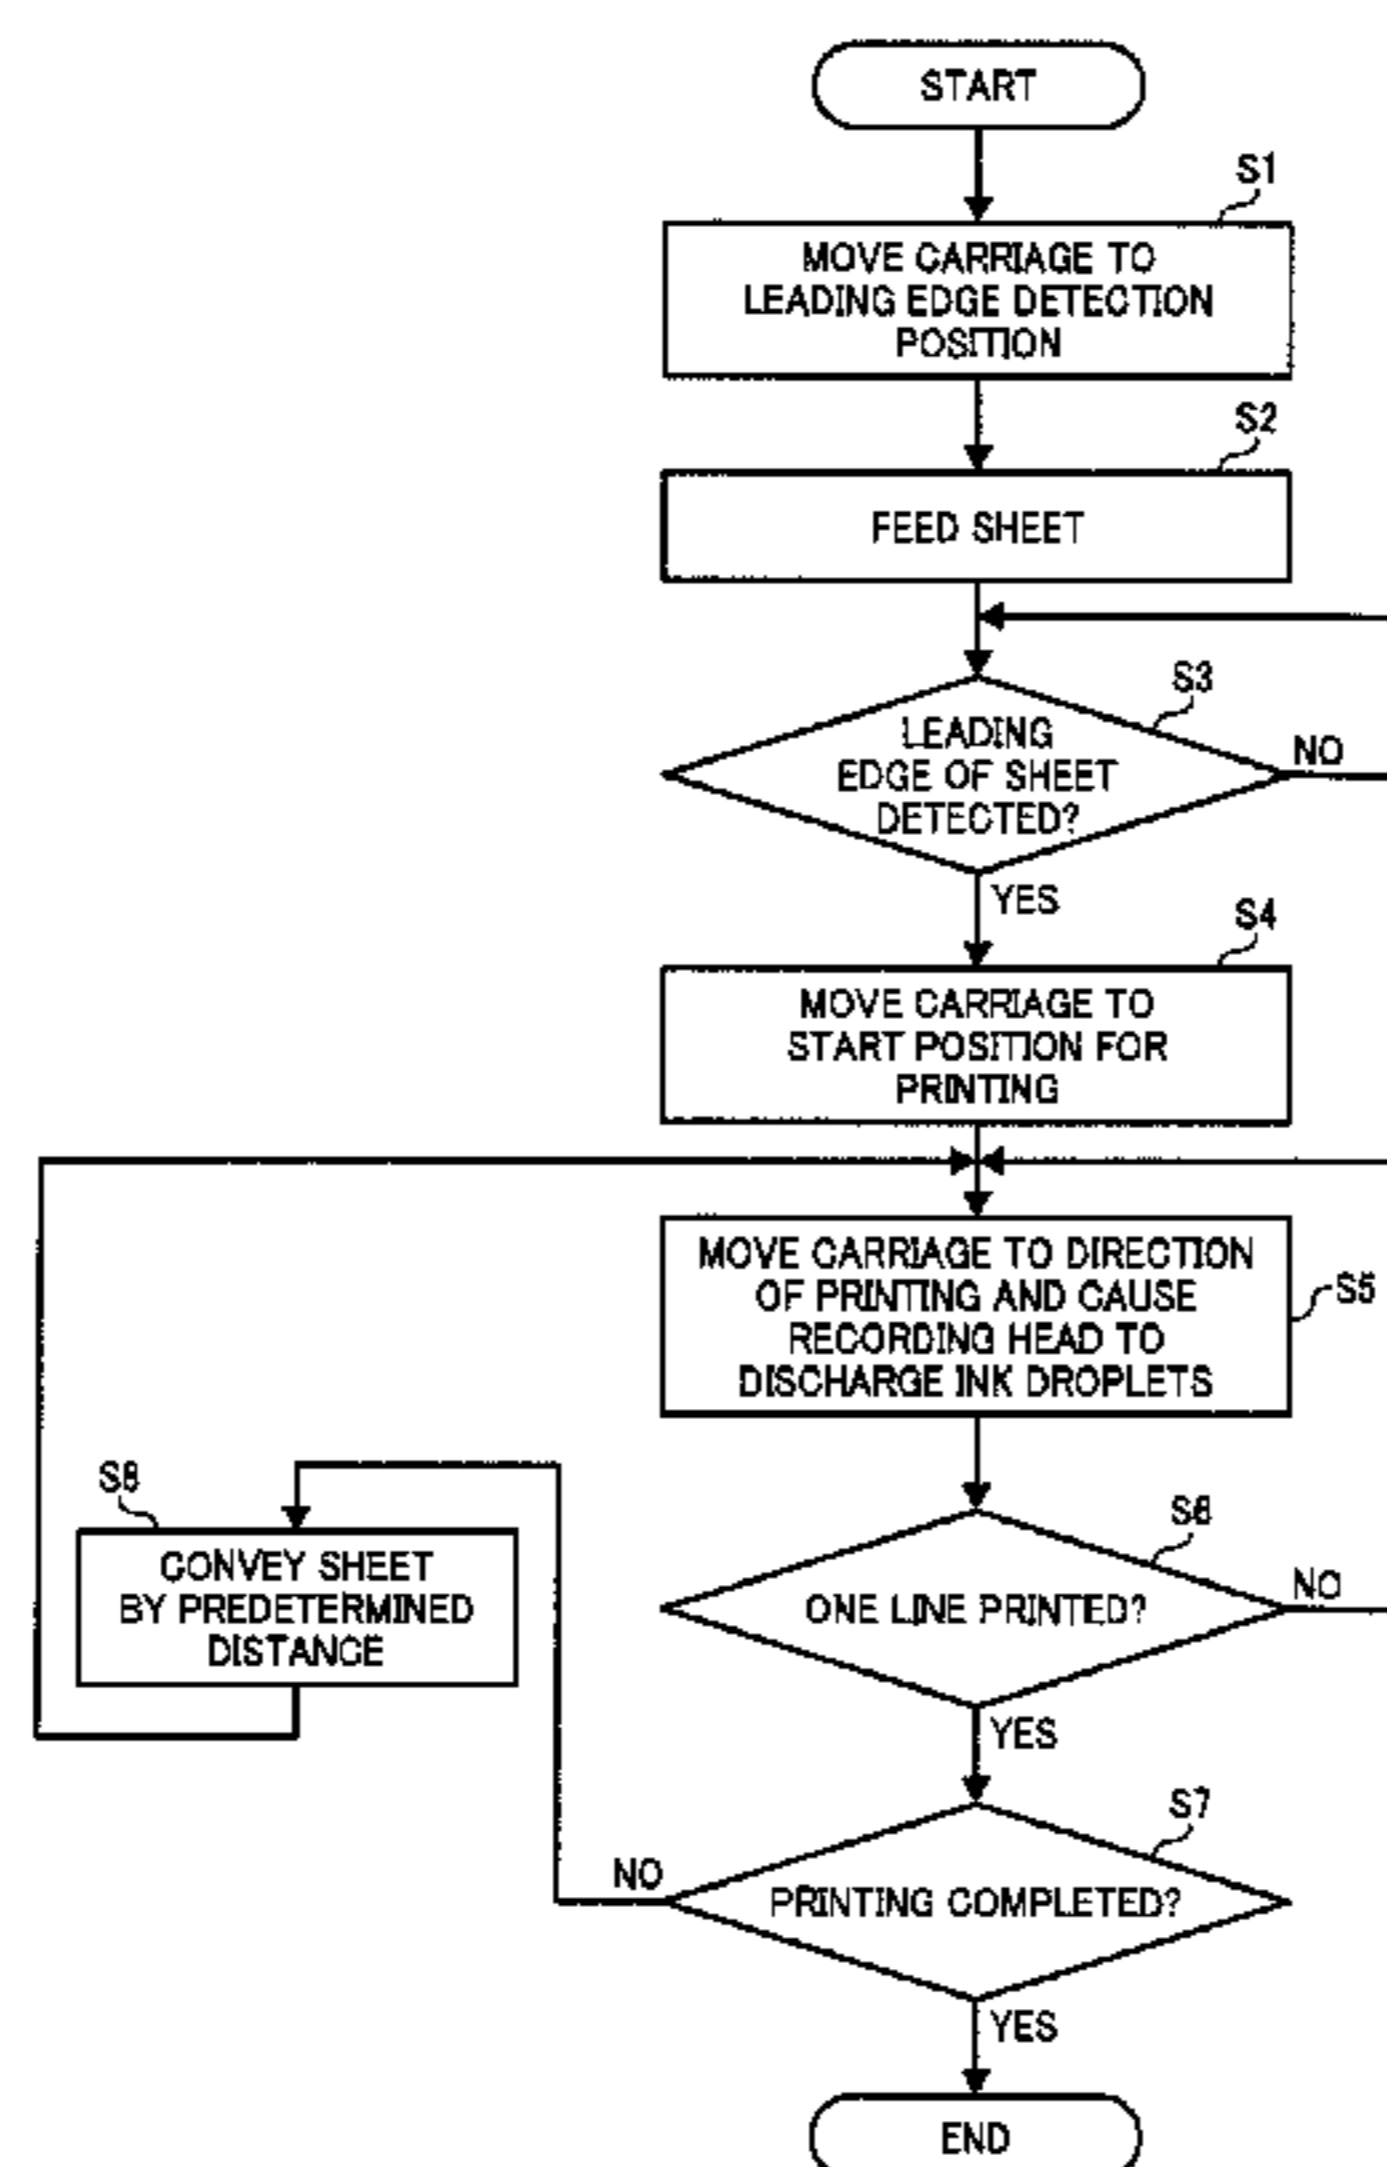 START
S1
MOVE CARRIAGE TO
LEADING EDGE DETECTION
POSITION
S2
FEED SHEET
S3
LEADING
EDGE OF SHEET
DETECTED?
NO
YES
S4
MOVE CARRIAGE TO
START POSITION FOR
PRINTING
MOVE CARRIAGE TO DIRECTION
OF PRINTING AND CAUSE
RECORDING HEAD TO
DISCHARGE INK DROPLETS
S5
S6
ONE LINE PRINTED?
NO
YES
S7
PRINTING COMPLETED?
NO
S8
CONVEY SHEET
BY PREDETERMINED
DISTANCE
YES
END